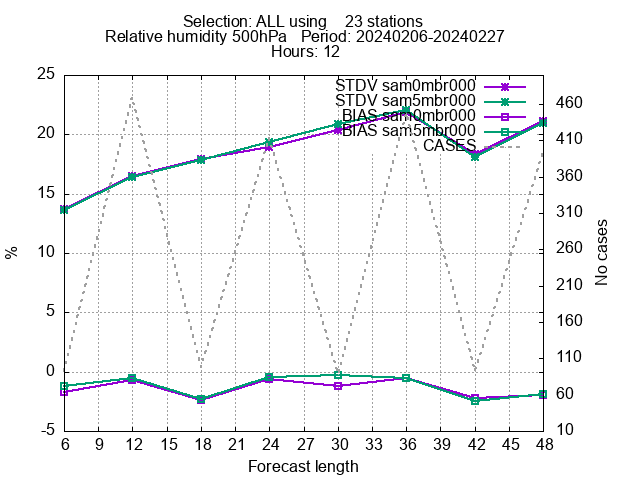 Selection: ALL using    23 stations
Relative humidity 500hPa   Period: 20240206-20240227
Hours: 12
STDV sam0mbr000
STDV sam5mbr000
BIAS sam0mbr000
BIAS sam5mbr000
CASES
25
20
15
10
5
0
-5
%
460
410
360
310
260
210
160
110
60
10
No cases
6 9 12 15 18 21 24 27 30 33 36 39 42 45 48
Forecast length